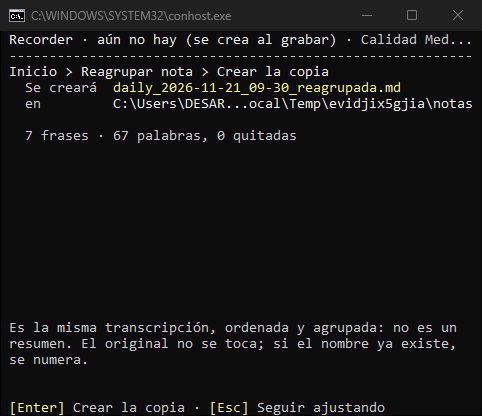 C:\WINDOWS\SYSTEM32\conhost.exe
Recorder · aún no hay (se crea al grabar) · Calidad Med...
----------------------------------------------------------
Inicio > Reagrupar nota > Crear la copia
Se creará daily_2026-11-21_09-30_reagrupada.md
en C:\Users\DESAR...ocal\Temp\evidjix5gjia\notas
7 frases · 67 palabras, 0 quitadas
Es la misma transcripción, ordenada y agrupada: no es un
resumen. El original no se toca; si el nombre ya existe,
se numera.
[Enter] Crear la copia · [Esc] Seguir ajustando